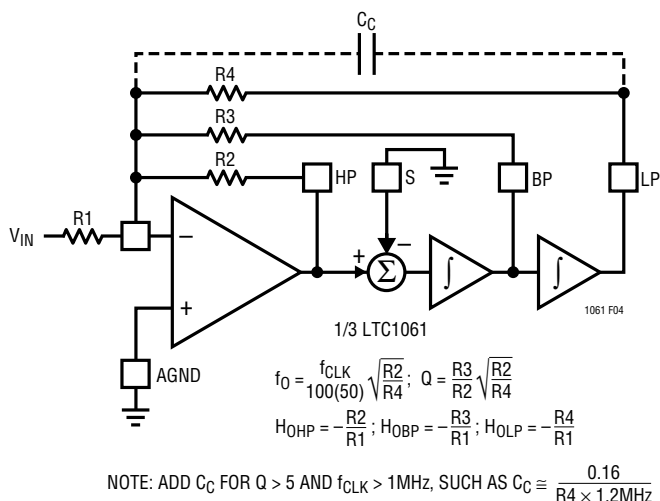 CC
R4
R3
R2
HP
S
BP
LP
R1
VIN
−
+
+
−
Σ
∫
∫
AGND
1/3 LTC1061
1061 F04
fO = fCLK/100(50) √(R2/R4) ; Q = R3/R2 √(R2/R4)
HOHP = −R2/R1 ; HOBP = −R3/R1 ; HOLP = −R4/R1
NOTE: ADD CC FOR Q > 5 AND fCLK > 1MHz, SUCH AS CC ≅ 0.16/(R4 × 1.2MHz)